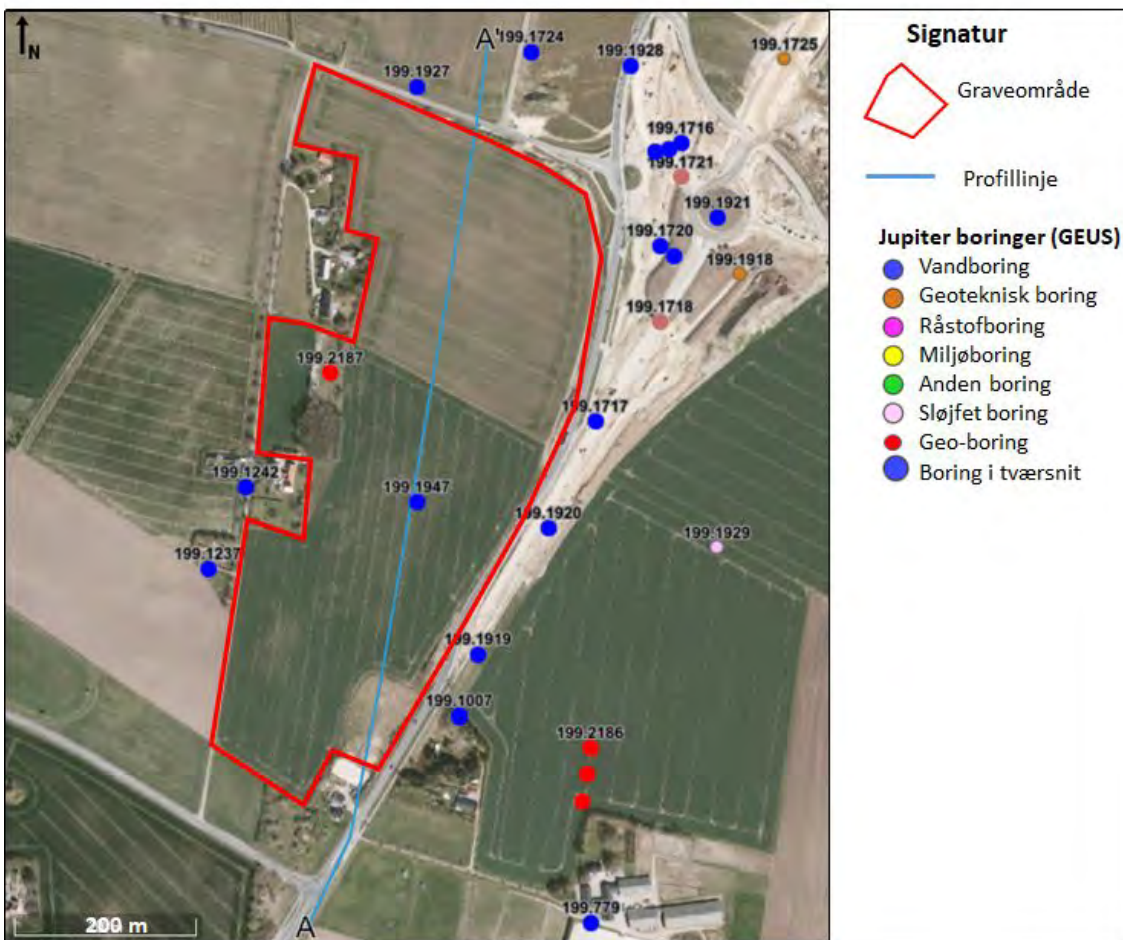 N
A'
199.1724
199.1928
199.1725
199.1927
199.1716
199.1721
199.1921
199.1720
199.1918
199.1718
199.2187
199.1717
199.1242
199.1947
199.1920
199.1929
199.1237
199.1919
199.1007
199.2186
199.779
200 m
A
Signatur
Graveområde
Profillinje
Jupiter boringer (GEUS)
Vandboring
Geoteknisk boring
Råstofboring
Miljøboring
Anden boring
Sløjfet boring
Geo-boring
Boring i tværsnit